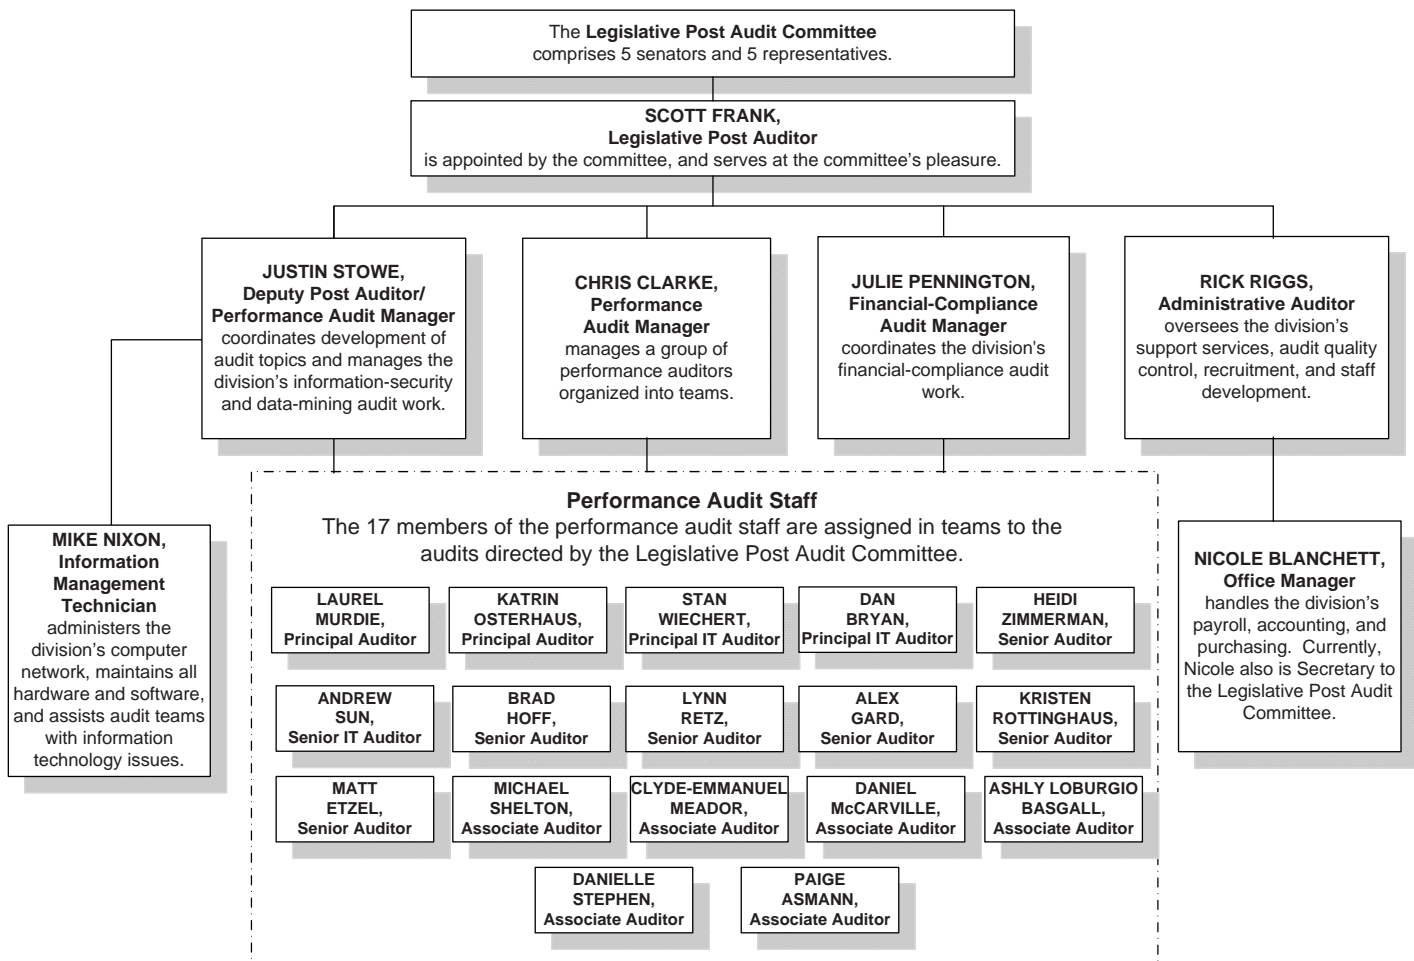 The Legislative Post Audit Committee
comprises 5 senators and 5 representatives.
SCOTT FRANK,
Legislative Post Auditor
is appointed by the committee, and serves at the committee’s pleasure.
JUSTIN STOWE,
Deputy Post Auditor/
Performance Audit Manager
coordinates development of
audit topics and manages the
division’s information-security
and data-mining audit work.
CHRIS CLARKE,
Performance
Audit Manager
manages a group of
performance auditors
organized into teams.
JULIE PENNINGTON,
Financial-Compliance
Audit Manager
coordinates the division's
financial-compliance audit
work.
RICK RIGGS,
Administrative Auditor
oversees the division’s
support services, audit quality
control, recruitment, and staff
development.
MIKE NIXON,
Information
Management
Technician
administers the
division’s computer
network, maintains all
hardware and software,
and assists audit teams
with information
technology issues.
Performance Audit Staff
The 17 members of the performance audit staff are assigned in teams to the
audits directed by the Legislative Post Audit Committee.
LAUREL
MURDIE,
Principal Auditor
KATRIN
OSTERHAUS,
Principal Auditor
STAN
WIECHERT,
Principal IT Auditor
DAN
BRYAN,
Principal IT Auditor
HEIDI
ZIMMERMAN,
Senior Auditor
ANDREW
SUN,
Senior IT Auditor
BRAD
HOFF,
Senior Auditor
LYNN
RETZ,
Senior Auditor
ALEX
GARD,
Senior Auditor
KRISTEN
ROTTINGHAUS,
Senior Auditor
MATT
ETZEL,
Senior Auditor
MICHAEL
SHELTON,
Associate Auditor
CLYDE-EMMANUEL
MEADOR,
Associate Auditor
DANIEL
McCARVILLE,
Associate Auditor
ASHLY LOBURGIO
BASGALL,
Associate Auditor
DANIELLE
STEPHEN,
Associate Auditor
PAIGE
ASMANN,
Associate Auditor
NICOLE BLANCHETT,
Office Manager
handles the division’s
payroll, accounting, and
purchasing.  Currently,
Nicole also is Secretary to
the Legislative Post Audit
Committee.